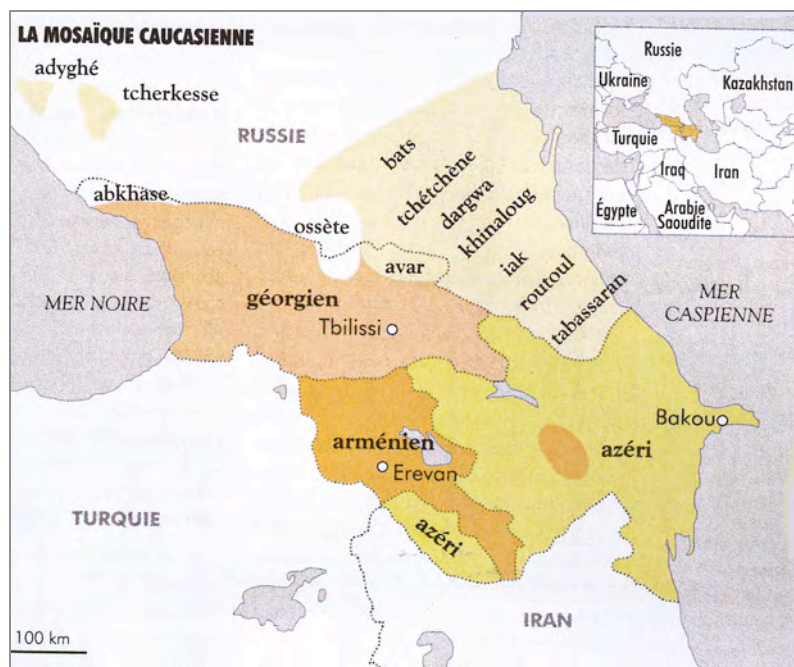 LA MOSAÏQUE CAUCASIENNE
adyghé
tcherkesse
RUSSIE
abkhase
ossète
avar
bats
tchétchène
dargwa
khinaloug
iak
routoul
tabassaran
MER NOIRE
géorgien
Tbilissi
MER
CASPIENNE
arménien
Erevan
azéri
Bakou
azéri
TURQUIE
IRAN
100 km
Russie
Ukraine
Kazakhstan
Turquie
Iraq
Iran
Égypte
Arabie
Saoudite